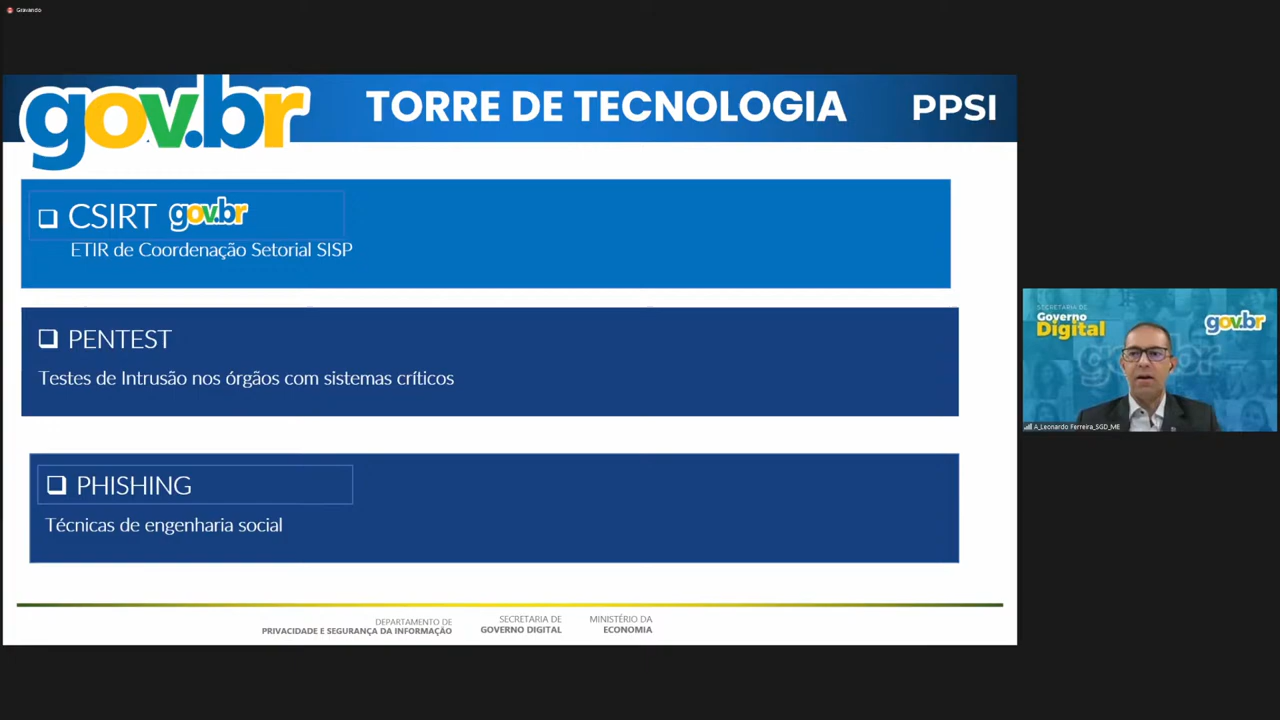 Gravando
gov.br
TORRE DE TECNOLOGIA
PPSI
CSIRT gov.br
ETIR de Coordenação Setorial SISP
PENTEST
Testes de Intrusão nos órgãos com sistemas críticos
PHISHING
Técnicas de engenharia social
DEPARTAMENTO DE
PRIVACIDADE E SEGURANÇA DA INFORMAÇÃO
SECRETARIA DE
GOVERNO DIGITAL
MINISTÉRIO DA
ECONOMIA
SECRETARIA DE
Governo
Digital
gov.br
gov.br
A_Leonardo Ferreira_SGD_ME